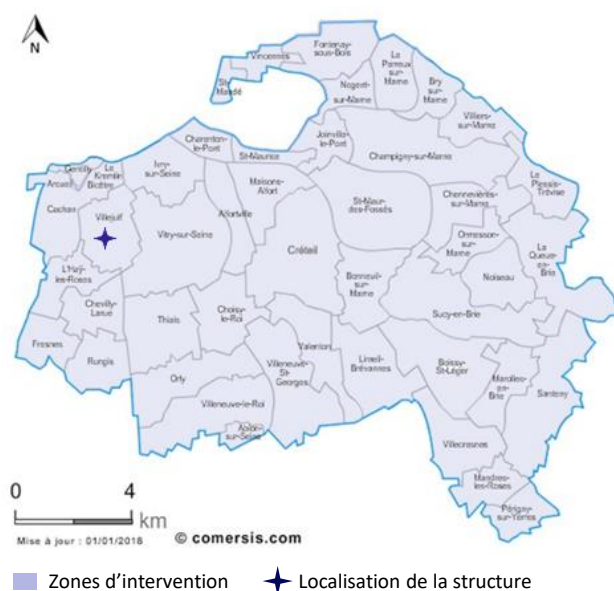 N
Fontenay-
sous-Bois
Vincennes
St-
Mandé
Le
Perreux
sur-
Marne
Bry
sur-
Marne
Nogent-
sur-Marne
Villiers-
sur-Marne
Charenton-
le-Pont
Joinville-
le-Pont
St-Maurice
Champigny-sur-Marne
Ivry-
sur-Seine
Gentilly
Le
Kremlin
Bicêtre
Arcueil
Maisons-
Alfort
Le
Plessis-
Trévise
Cachan
Villejuif
Vitry-sur-Seine
Alfortville
St-Maur
des-Fossés
Chennevières-
sur-Marne
Ormesson-
sur-
Marne
La
Queue-
en-Brie
Créteil
L'Haÿ-
les-Roses
Bonneuil-
sur-
Marne
Noiseau
Chevilly-
Larue
Thiais
Choisy-
le-Roi
Sucy-en-Brie
Fresnes
Rungis
Valenton
Limeil-
Brévannes
Boissy-
St-Léger
Villeneuve-
St-
Georges
Orly
Marolles-
en-
Brie
Santeny
Villeneuve-le-Roi
Ablon-
sur-Seine
Villecresnes
Mandres-
les-Roses
Périgny-
sur-Yerres
0 4
km
Mise à jour : 01/01/2018 © comersis.com
Zones d'intervention Localisation de la structure